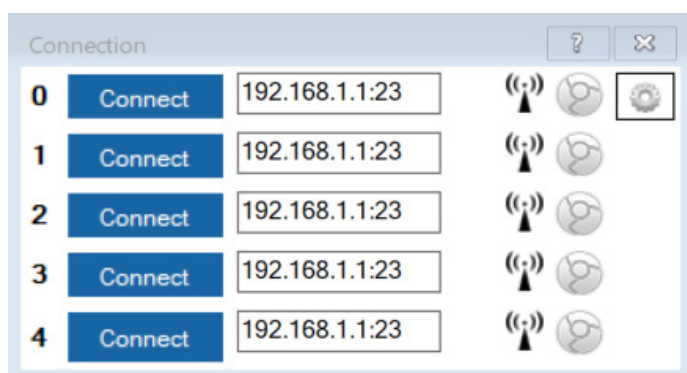 Connection
0 Connect 192.168.1.1:23
1 Connect 192.168.1.1:23
2 Connect 192.168.1.1:23
3 Connect 192.168.1.1:23
4 Connect 192.168.1.1:23